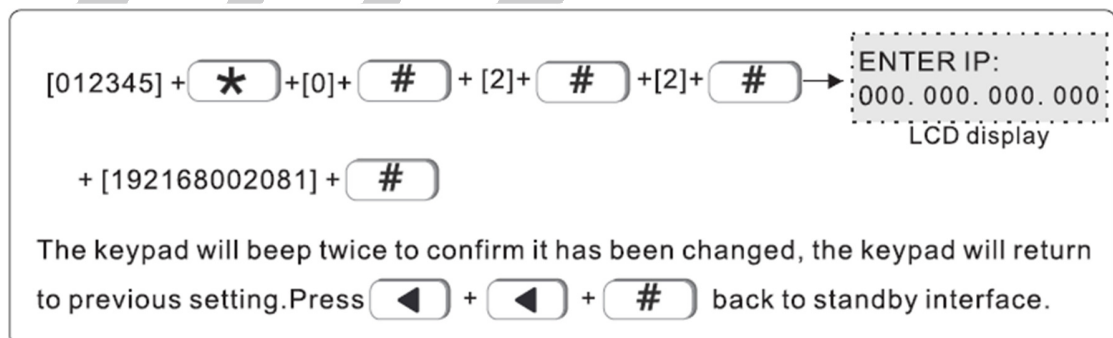 [012345] + * +[0]+ # + [2]+ # +[2]+ #
ENTER IP:
000. 000. 000. 000
LCD display
+ [192168002081] + #
The keypad will beep twice to confirm it has been changed, the keypad will return
to previous setting.Press ◀ + ◀ + # back to standby interface.